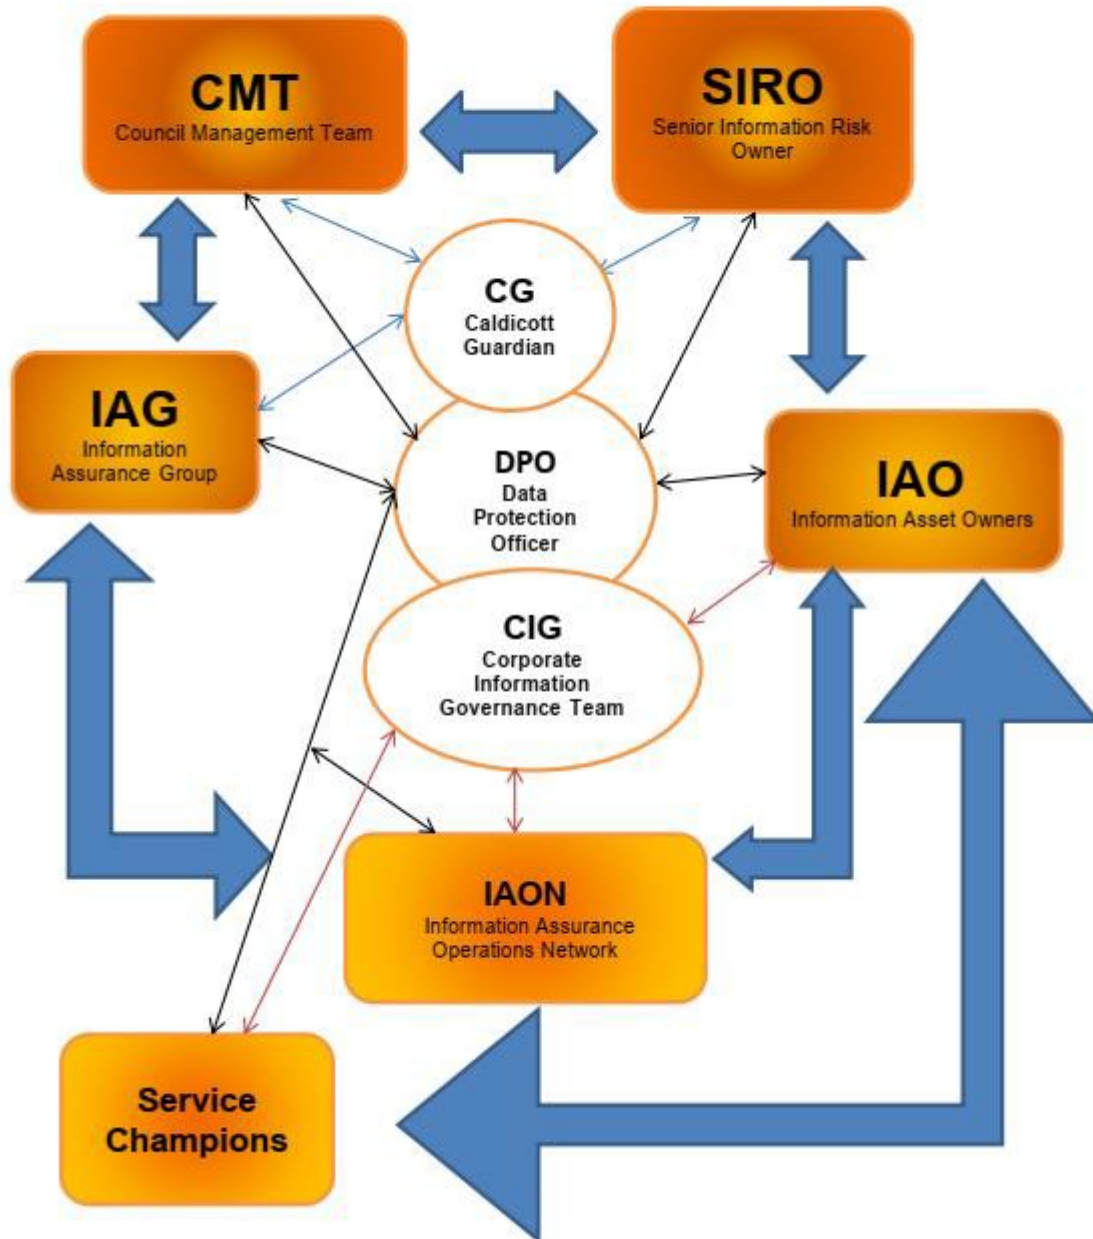 CMT
Council Management Team
SIRO
Senior Information Risk
Owner
CG
Caldicott
Guardian
IAG
Information
Assurance Group
DPO
Data
Protection
Officer
IAO
Information Asset Owners
CIG
Corporate
Information
Governance Team
IAON
Information Assurance
Operations Network
Service
Champions